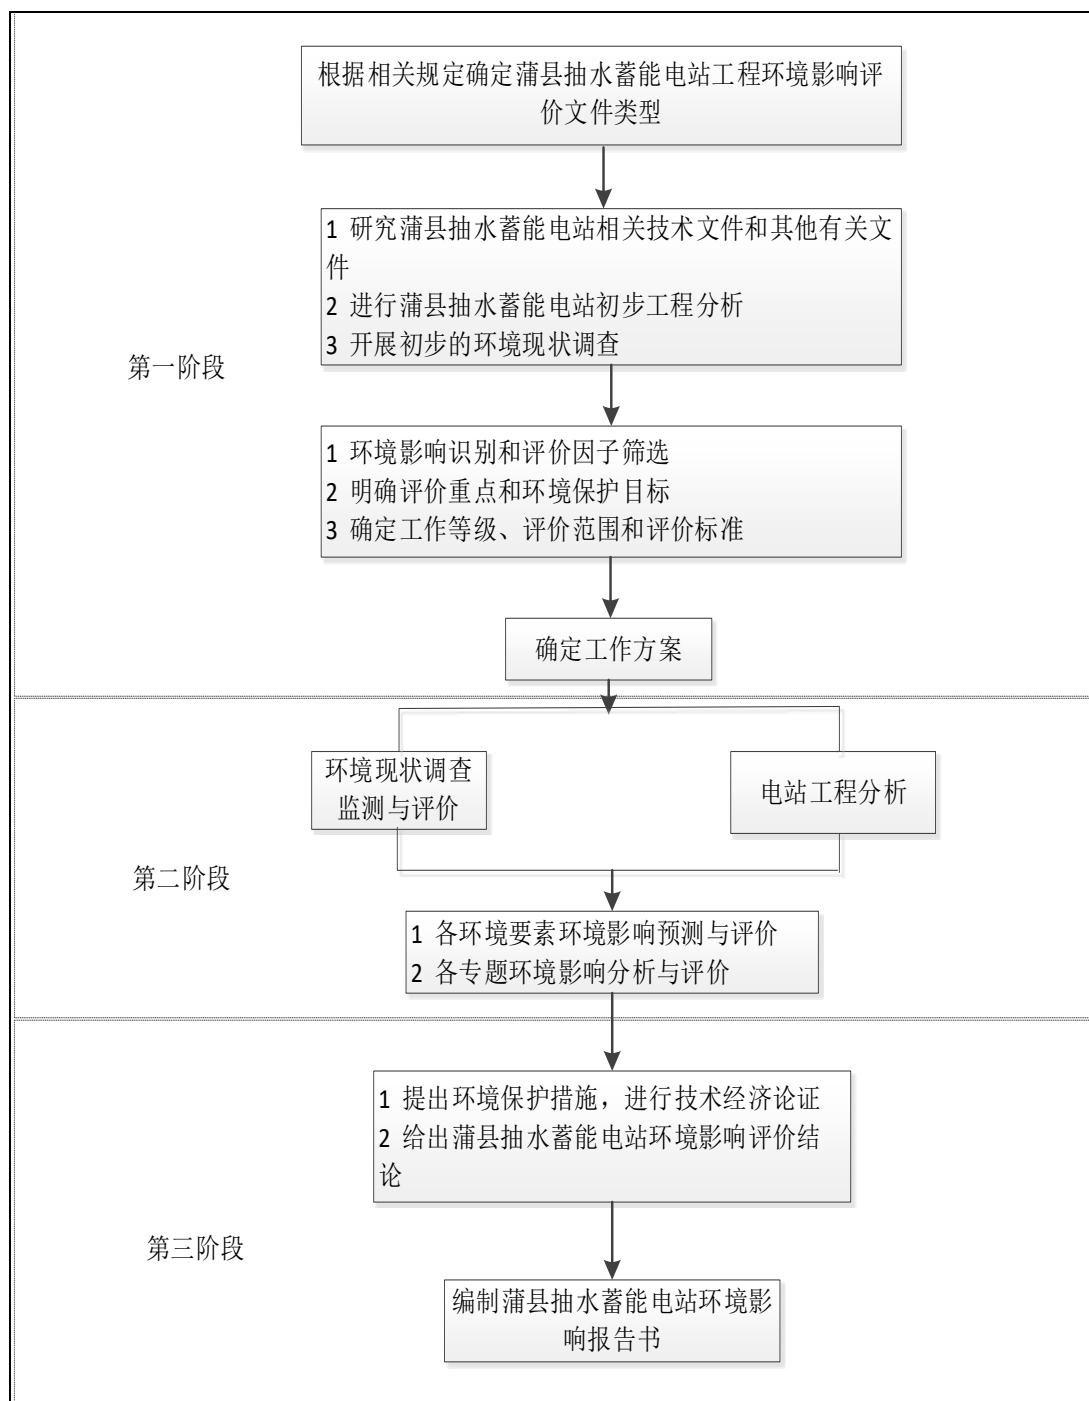 根据相关规定确定蒲县抽水蓄能电站工程环境影响评
价文件类型
1 研究蒲县抽水蓄能电站相关技术文件和其他有关文
件
2 进行蒲县抽水蓄能电站初步工程分析
3 开展初步的环境现状调查
第一阶段
1 环境影响识别和评价因子筛选
2 明确评价重点和环境保护目标
3 确定工作等级、评价范围和评价标准
确定工作方案
环境现状调查
监测与评价
电站工程分析
第二阶段
1 各环境要素环境影响预测与评价
2 各专题环境影响分析与评价
1 提出环境保护措施，进行技术经济论证
2 给出蒲县抽水蓄能电站环境影响评价结
论
第三阶段
编制蒲县抽水蓄能电站环境影
响报告书